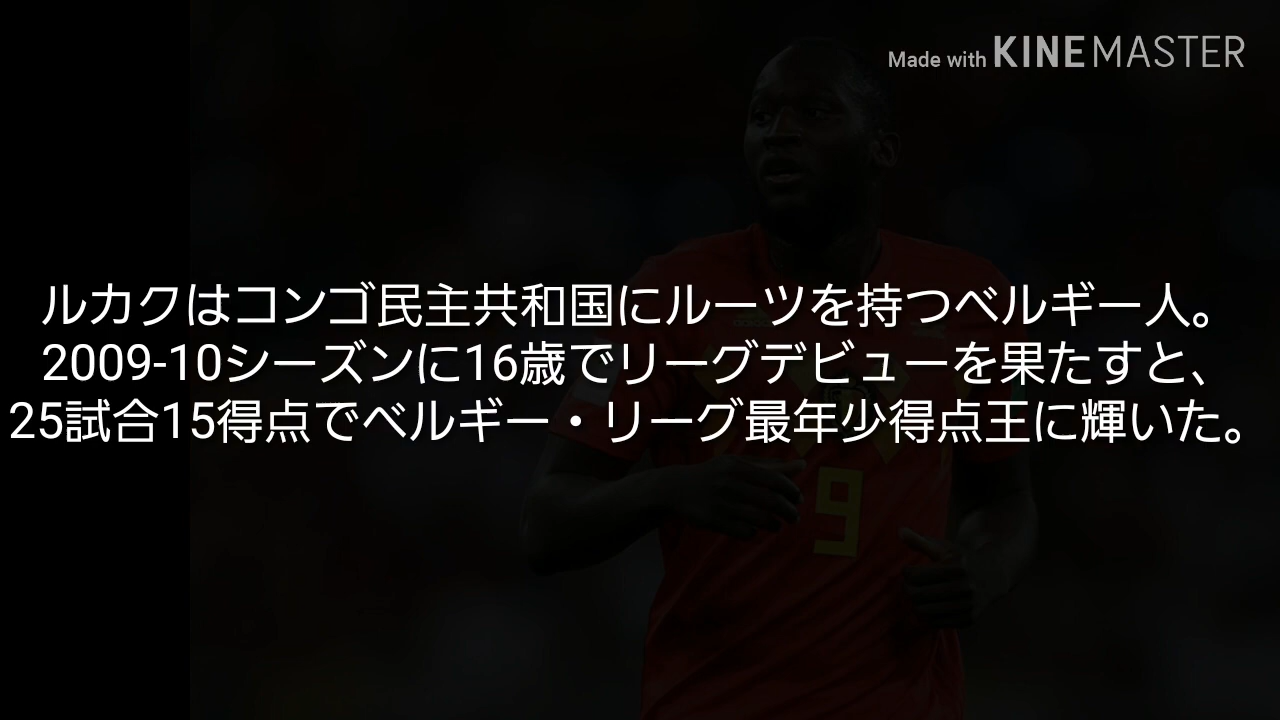 Made with KINEMASTER
ルカクはコンゴ民主共和国にルーツを持つベルギー人。
2009-10シーズンに16歳でリーグデビューを果たすと、
25試合15得点でベルギー・リーグ最年少得点王に輝いた。
9